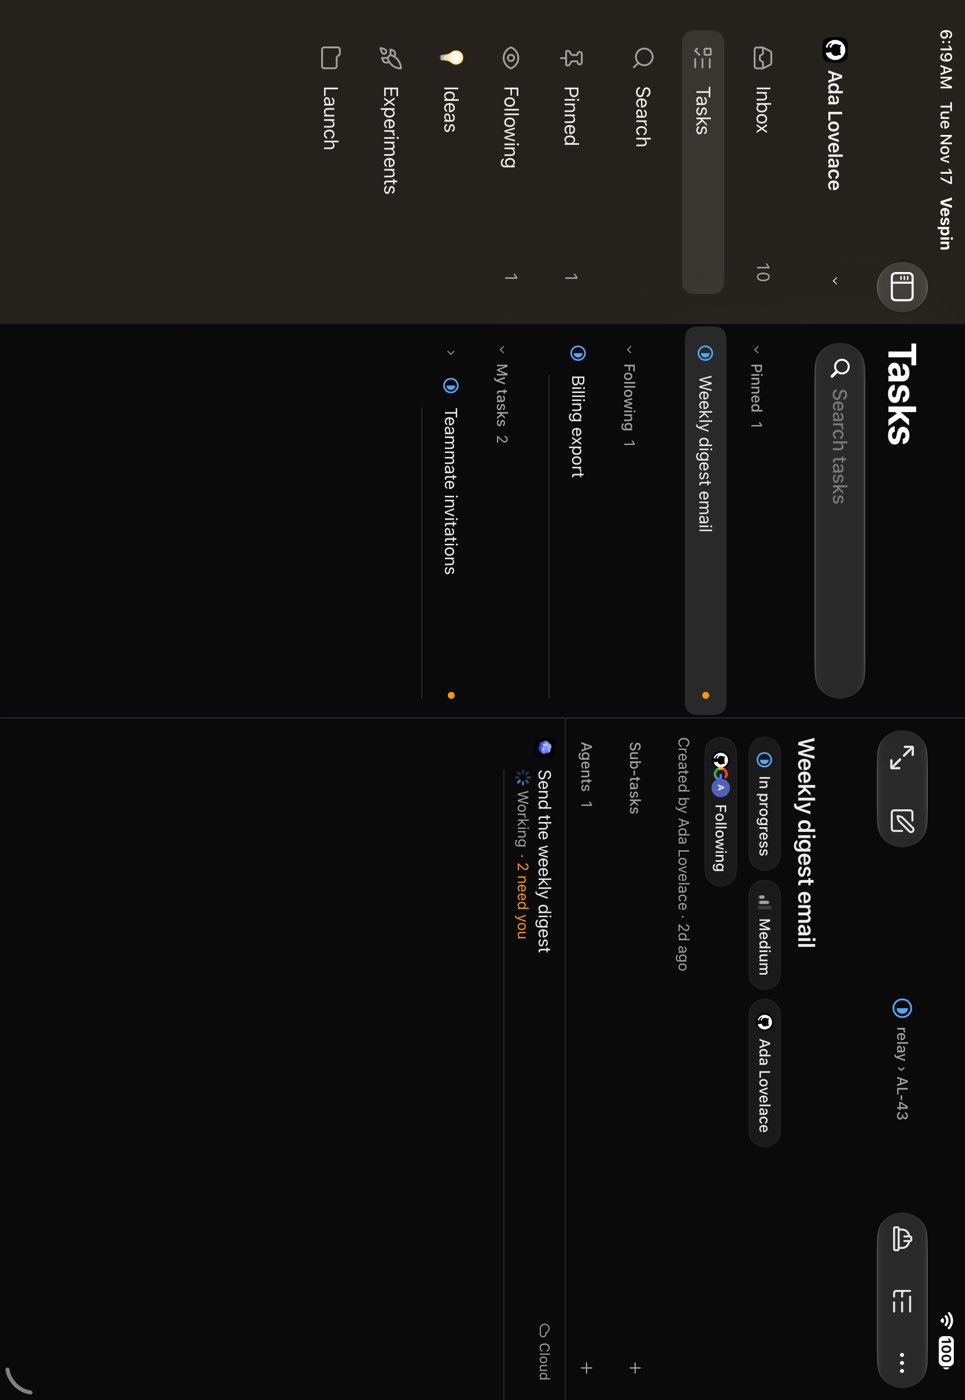 6:19 AM Tue Nov 17 Vespin
100
Ada Lovelace
Inbox 10
Tasks
Search
Pinned 1
Following 1
Ideas
Experiments
Launch
Tasks
Search tasks
Pinned 1
Weekly digest email
Following 1
Billing export
My tasks 2
Teammate invitations
relay › AL-43
Weekly digest email
In progress
Medium
Ada Lovelace
A
Following
Created by Ada Lovelace · 2d ago
Sub-tasks
Agents 1
Send the weekly digest
Cloud
Working · 2 need you